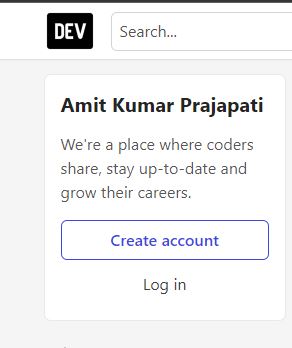 DEV Search...
Amit Kumar Prajapati
We're a place where coders
share, stay up-to-date and
grow their careers.
Create account
Log in